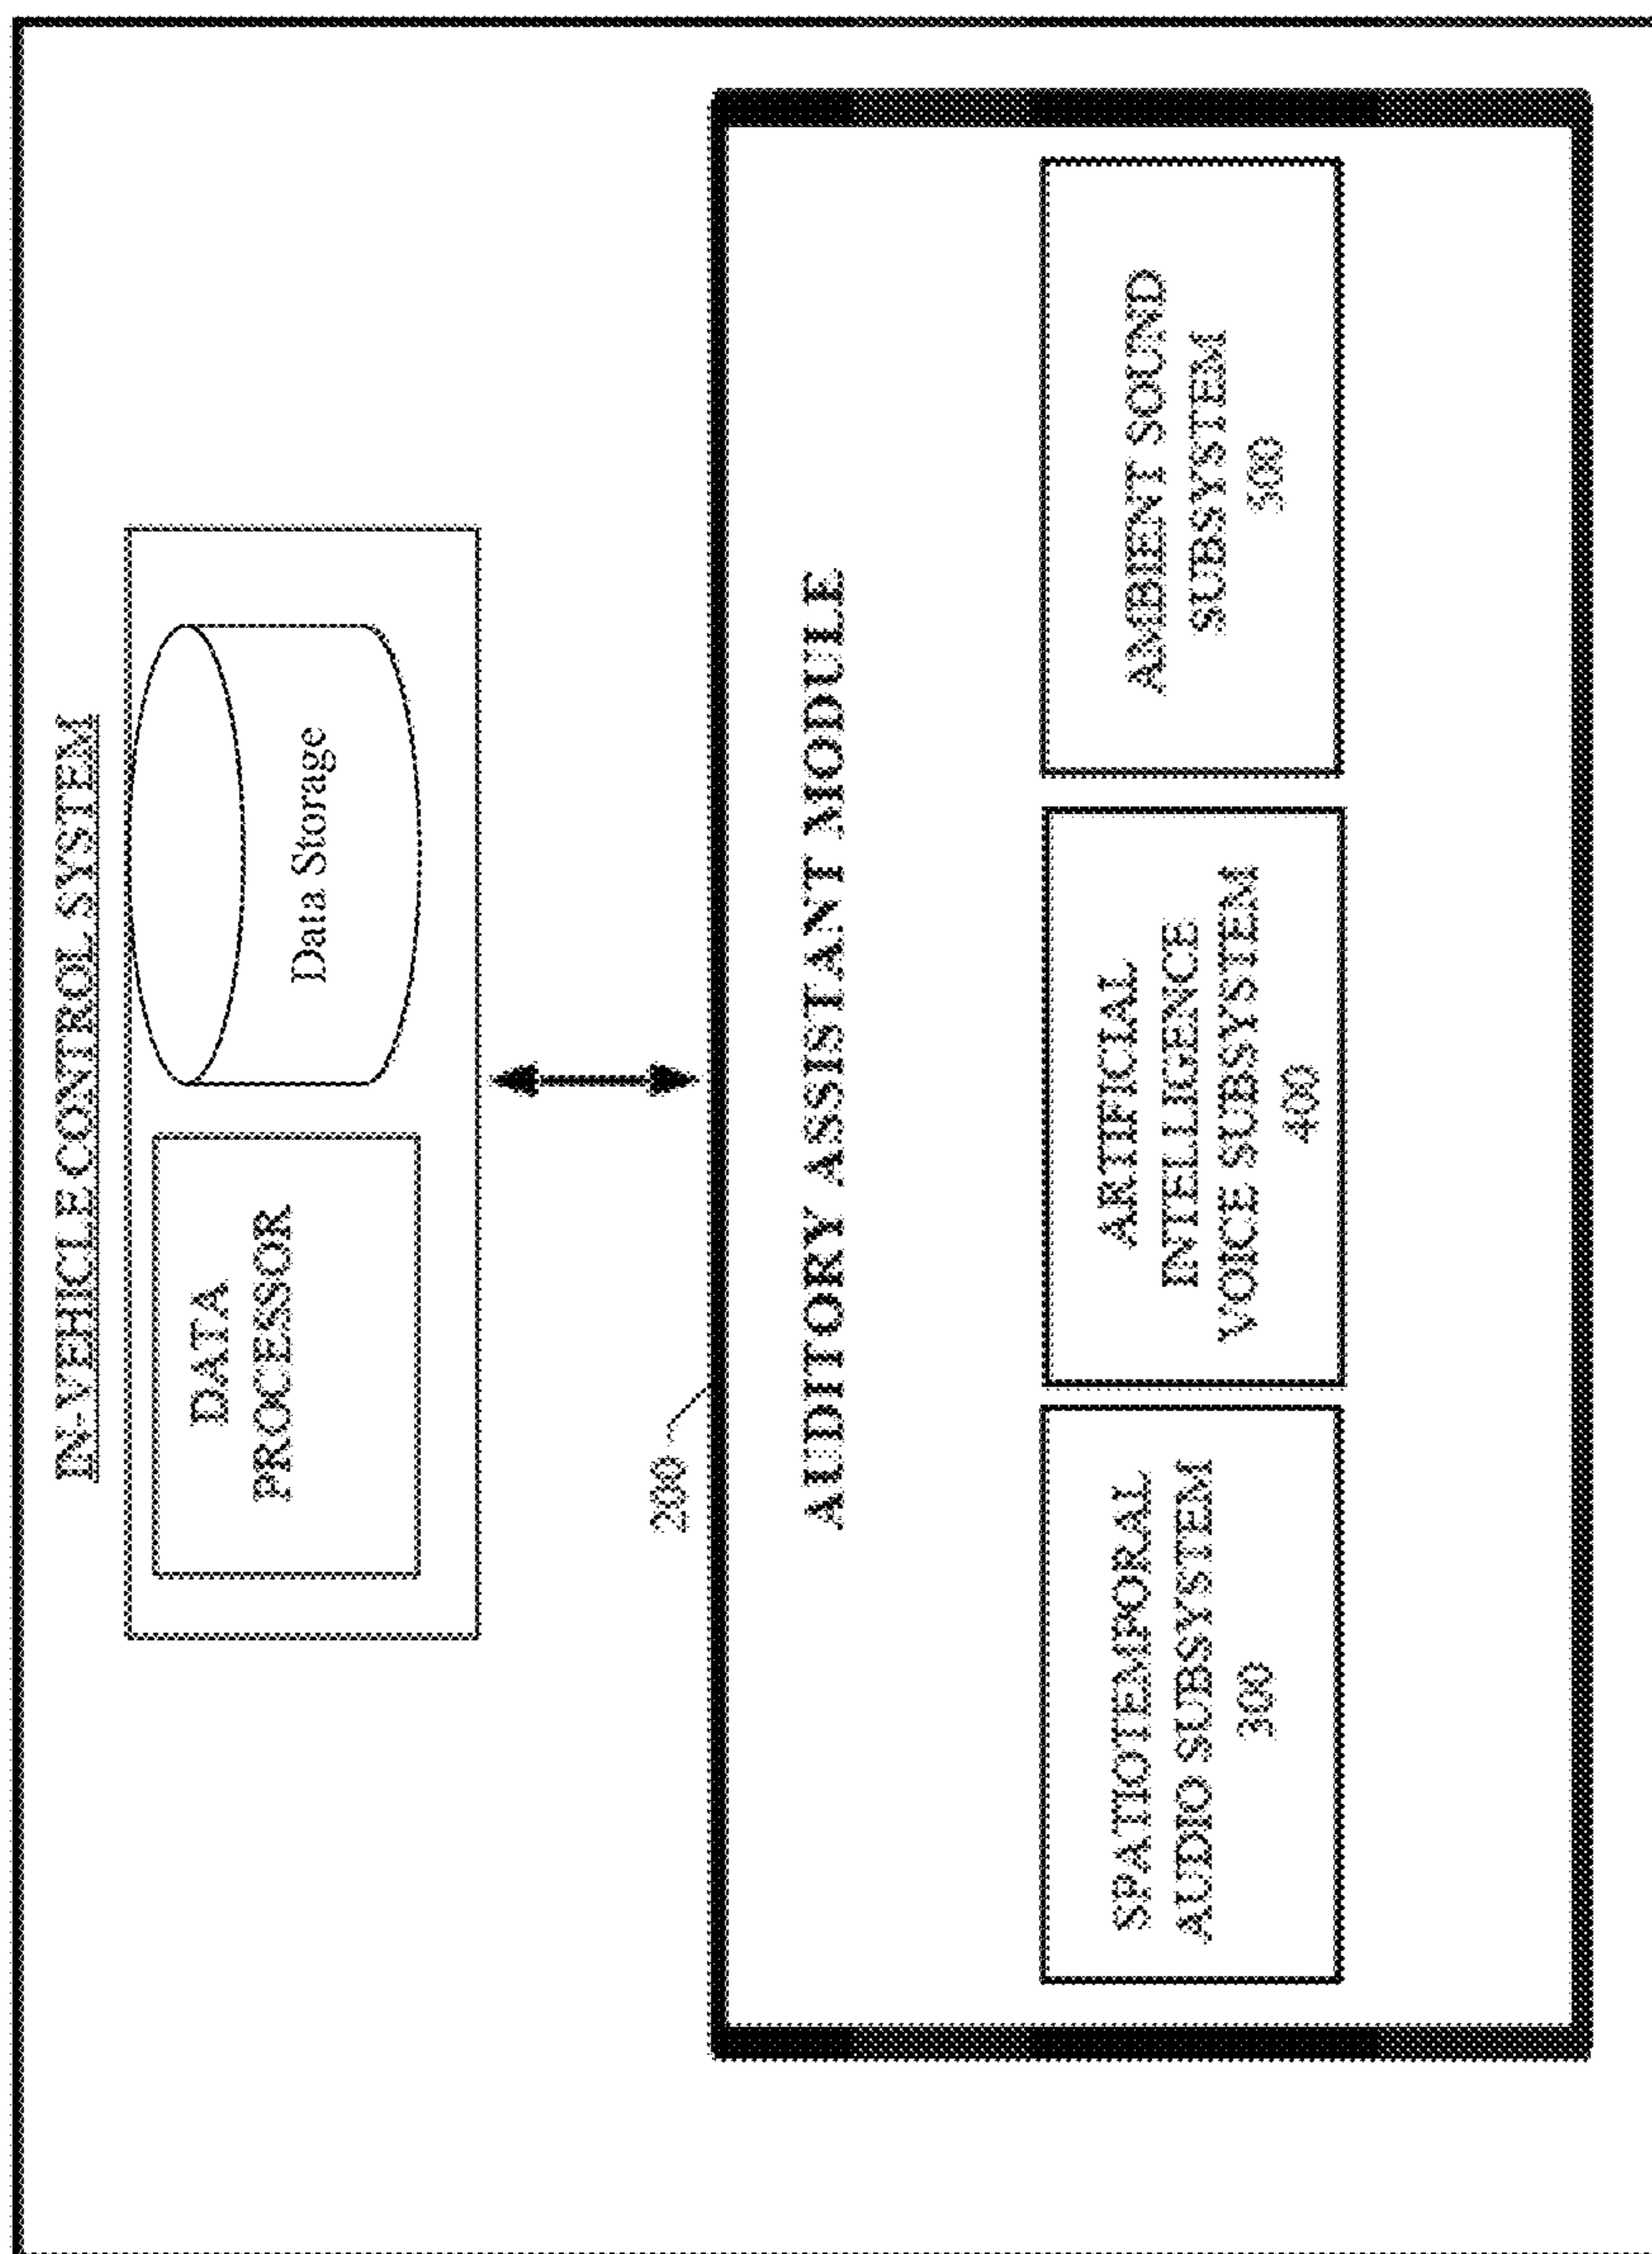 IN-VEHICLE CONTROL SYSTEM
DATA
PROCESSOR
Data Storage
200
AUDITORY ASSISTANT MODULE
SPATIOTEMPORAL
AUDIO SUBSYSTEM
300
ARTIFICIAL
INTELLIGENCE
VOICE SUBSYSTEM
400
AMBIENT SOUND
SUBSYSTEM
500